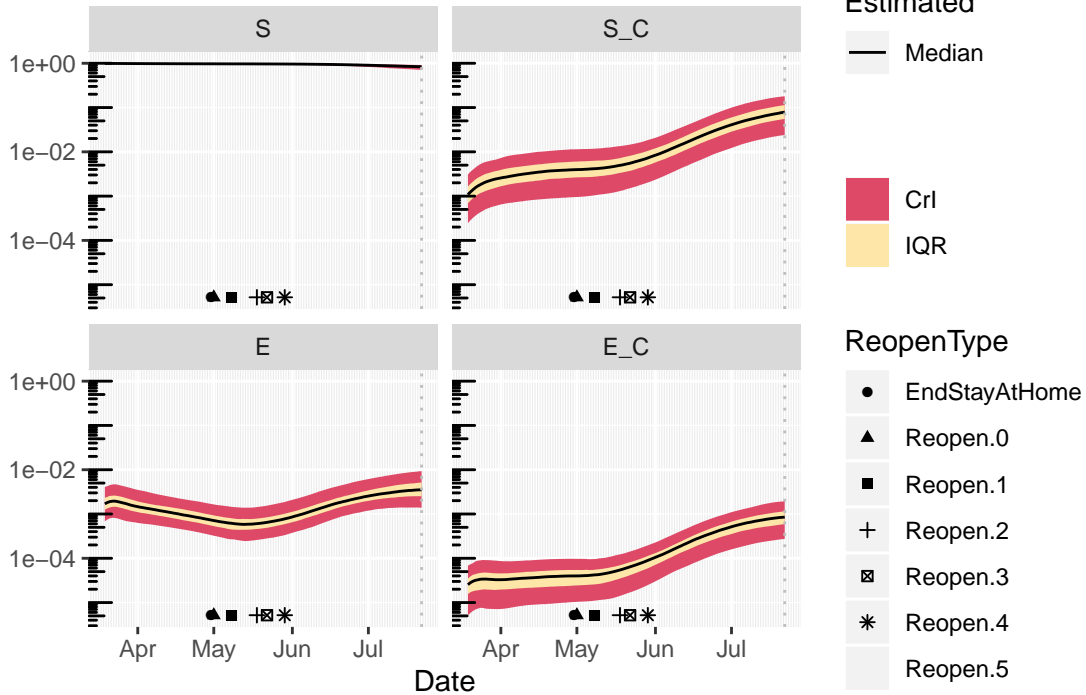 Estimated
S
S_C
1e+00
1e−02
1e−04
Median
CrI
IQR
E
E_C
1e+00
1e−02
1e−04
ReopenType
EndStayAtHome
Reopen.0
Reopen.1
Reopen.2
Reopen.3
Reopen.4
Reopen.5
Apr May Jun Jul
Apr May Jun Jul
Date